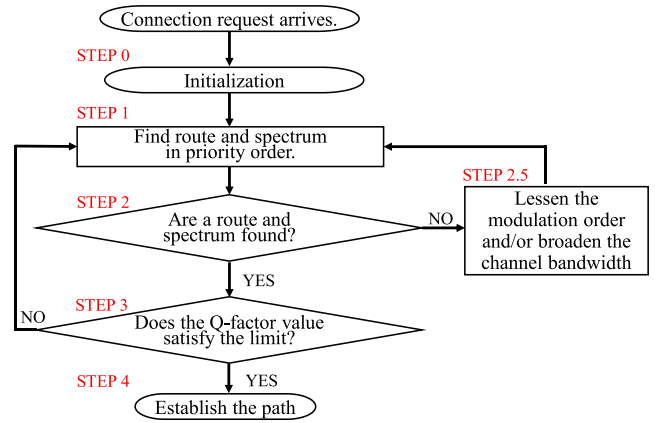 Connection request arrives.
STEP 0
Initialization
STEP 1
Find route and spectrum
in priority order.
STEP 2.5
Lessen the
modulation order
and/or broaden the
channel bandwidth
STEP 2
Are a route and
spectrum found?
NO
YES
STEP 3
NO
Does the Q-factor value
satisfy the limit?
STEP 4
YES
Establish the path